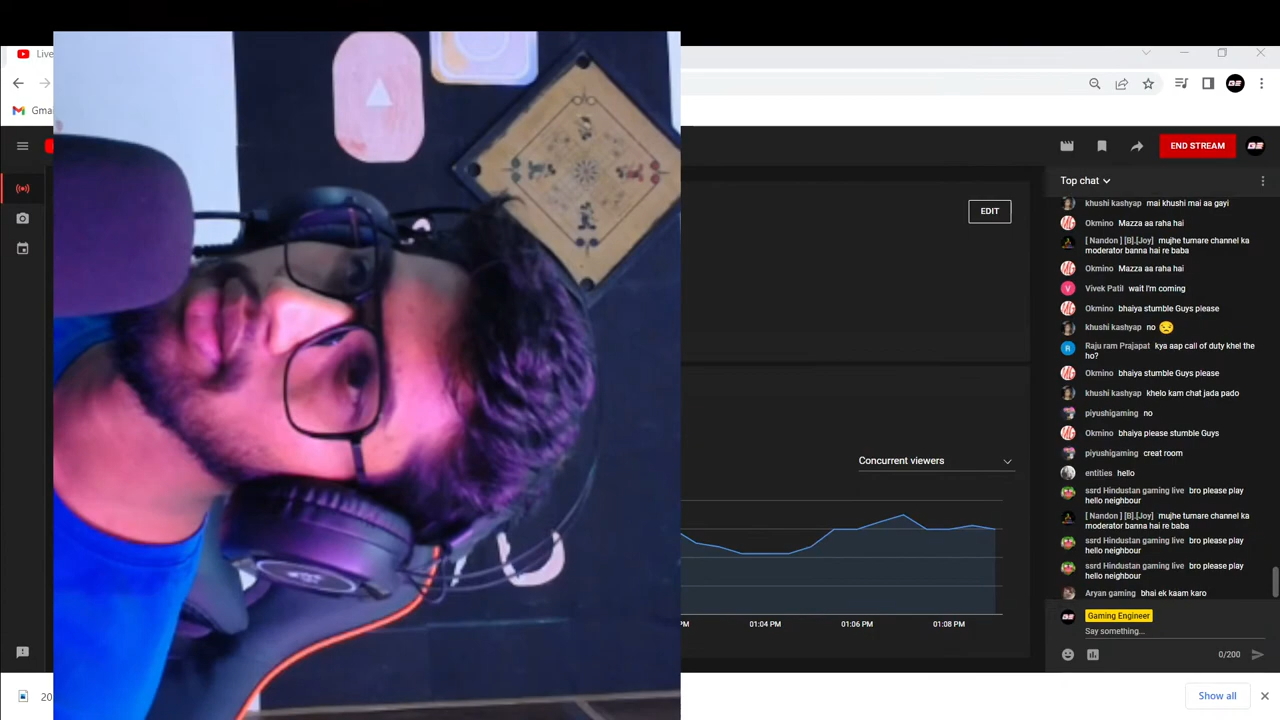 Live
Gma
END STREAM
Top chat
khushi kashyap mai khushi mai aa gayi
EDIT
Okmino Mazza aa raha hai
[ Nandon ] [B].[Joy] mujhe tumare channel ka
moderator banna hai re baba
Okmino Mazza aa raha hai
Vivek Patil wait I'm coming
V
Okmino bhaiya stumble Guys please
khushi kashyap no 😒
Raju ram Prajapat kya aap call of duty khel the
R
ho?
Okmino bhaiya stumble Guys please
khushi kashyap khelo kam chat jada pado
piyushigaming no
Okmino bhaiya please stumble Guys
piyushigaming creat room
Concurrent viewers
entities hello
ssrd Hindustan gaming live bro please play
hello neighbour
[ Nandon ] [B].[Joy] mujhe tumare channel ka
moderator banna hai re baba
ssrd Hindustan gaming live bro please play
hello neighbour
ssrd Hindustan gaming live bro please play
hello neighbour
Aryan gaming bhai ek kaam karo
Gaming Engineer
PM
01:04 PM
01:06 PM
01:08 PM
Say something...
0/200
20
Show all